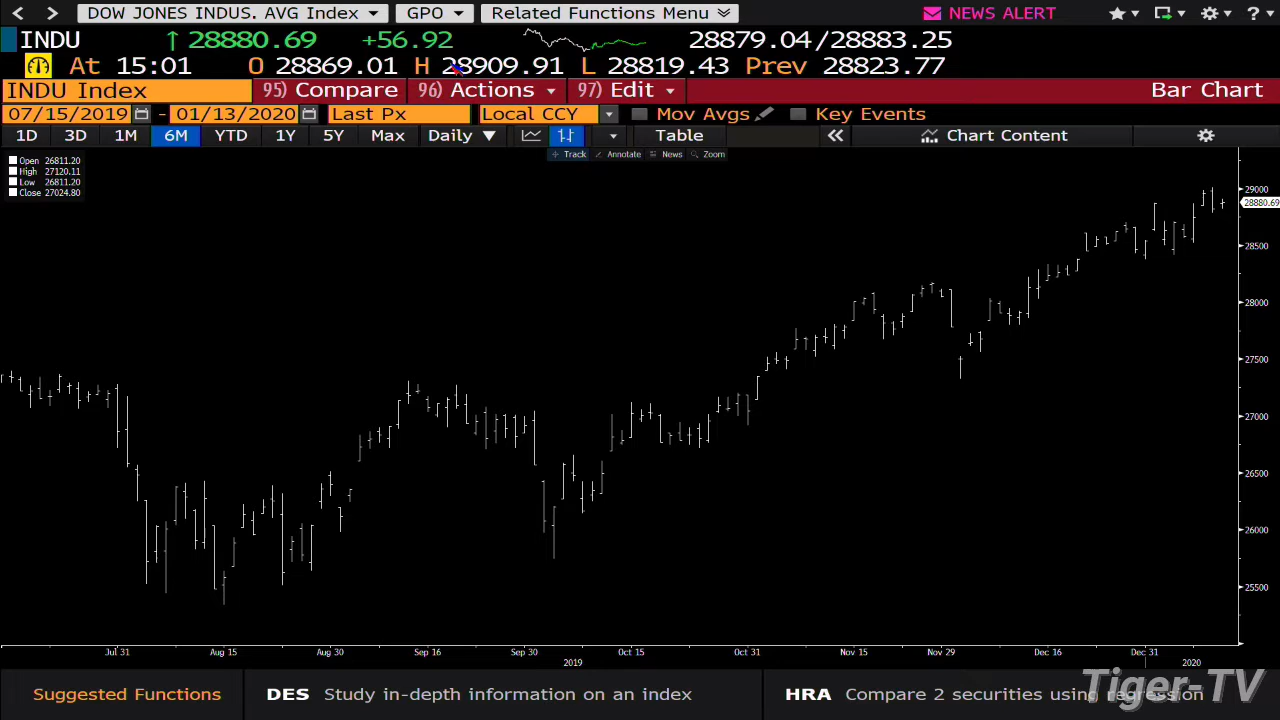 DOW JONES INDUS. AVG Index GPO Related Functions Menu NEWS ALERT ?
INDU ↑ 28880.69 +56.92 28879.04/28883.25
At 15:01 O 28869.01 H 28909.91 L 28819.43 Prev 28823.77
INDU Index 95) Compare 96) Actions 97) Edit Bar Chart
07/15/2019 - 01/13/2020 Last Px Local CCY Mov Avgs Key Events
1D 3D 1M 6M YTD 1Y 5Y Max Daily ▼ Table « Chart Content
Track Annotate News Zoom
Open 26811.20
High 27120.11
Low 26811.20
Close 27024.80
29000
28880.69
28500
28000
27500
27000
26500
26000
25500
Jul 31 Aug 15 Aug 30 Sep 16 Sep 30 Oct 15 Oct 31 Nov 15 Nov 29 Dec 16 Dec 31
2019 2020
Suggested Functions DES Study in-depth information on an index HRA Compare 2 securities using regression
Tiger-TV